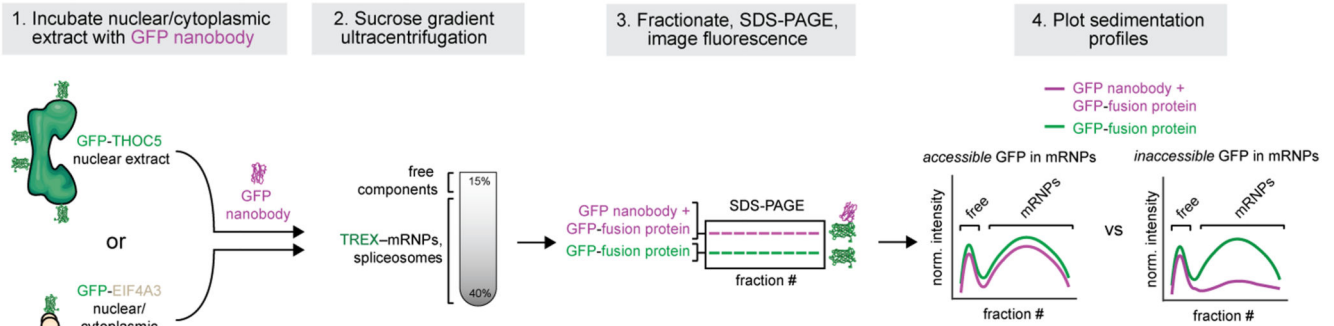 1. Incubate nuclear/cytoplasmic
extract with GFP nanobody
2. Sucrose gradient
ultracentrifugation
3. Fractionate, SDS-PAGE,
image fluorescence
4. Plot sedimentation
profiles
GFP-THOC5
nuclear extract
GFP
nanobody
or
GFP-EIF4A3
nuclear/
cytoplasmic
free
components
15%
TREX–mRNPs,
spliceosomes
40%
GFP nanobody +
GFP-fusion protein
GFP-fusion protein
SDS-PAGE
fraction #
GFP nanobody +
GFP-fusion protein
GFP-fusion protein
accessible GFP in mRNPs
norm. intensity
free
mRNPs
fraction #
vs
inaccessible GFP in mRNPs
norm. intensity
free
mRNPs
fraction #